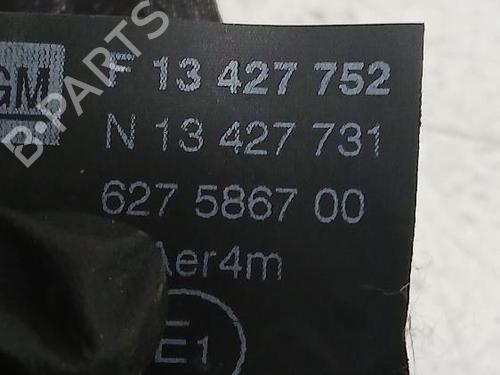 B-PARTS
GM
F 13 427 752
N 13 427 731
627 5867 00
Aer4m
E1